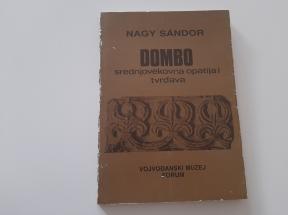 NAGY SÁNDOR
DOMBO
srednjovekovna opatija i
tvrđava
VOJVOĐANSKI MUZEJ
FORUM